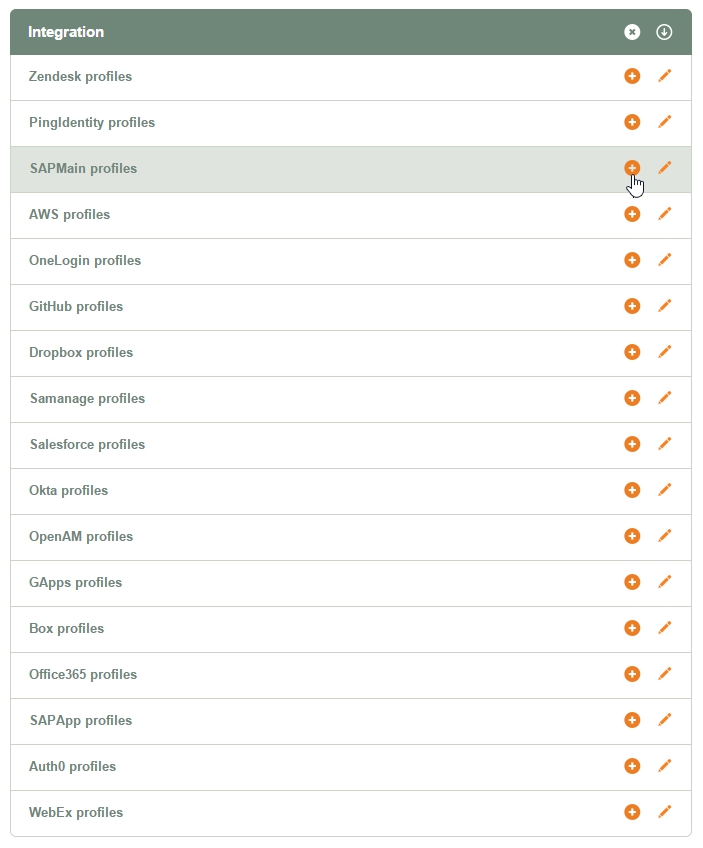 Integration
Zendesk profiles
PingIdentity profiles
SAPMain profiles
AWS profiles
OneLogin profiles
GitHub profiles
Dropbox profiles
Samanage profiles
Salesforce profiles
Okta profiles
OpenAM profiles
GApps profiles
Box profiles
Office365 profiles
SAPApp profiles
Auth0 profiles
WebEx profiles